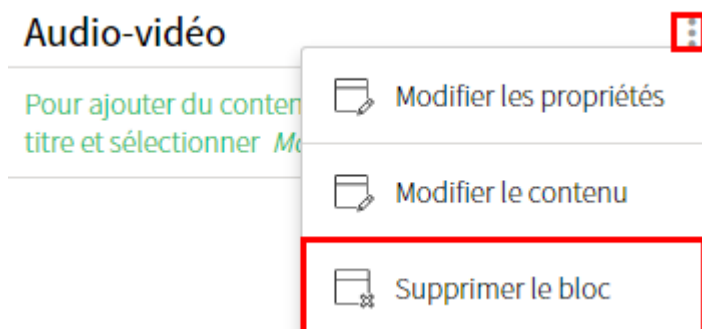 Audio-vidéo
Pour ajouter du conten
titre et sélectionner
Modifier les propriétés
Modifier le contenu
Supprimer le bloc